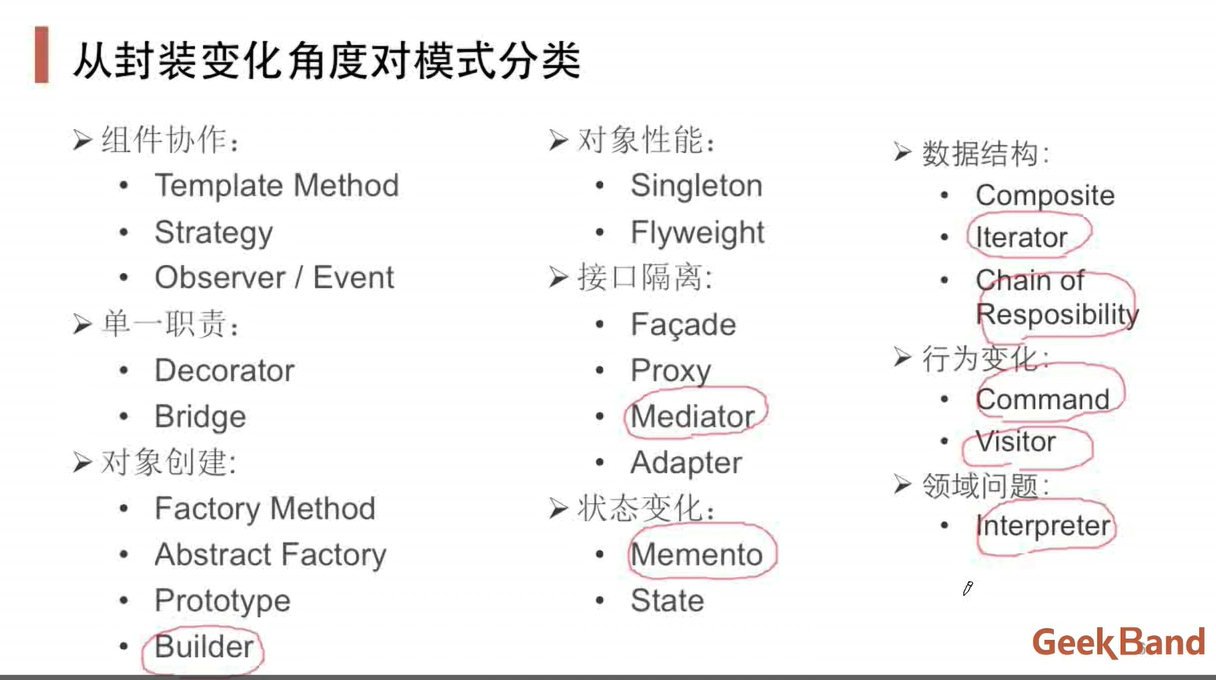 从封装变化角度对模式分类
组件协作：
Template Method
Strategy
Observer / Event
单一职责：
Decorator
Bridge
对象创建:
Factory Method
Abstract Factory
Prototype
Builder
对象性能：
Singleton
Flyweight
接口隔离:
Façade
Proxy
Mediator
Adapter
状态变化：
Memento
State
数据结构：
Composite
Iterator
Chain of
Resposibility
行为变化：
Command
Visitor
领域问题：
Interpreter
GeekBand